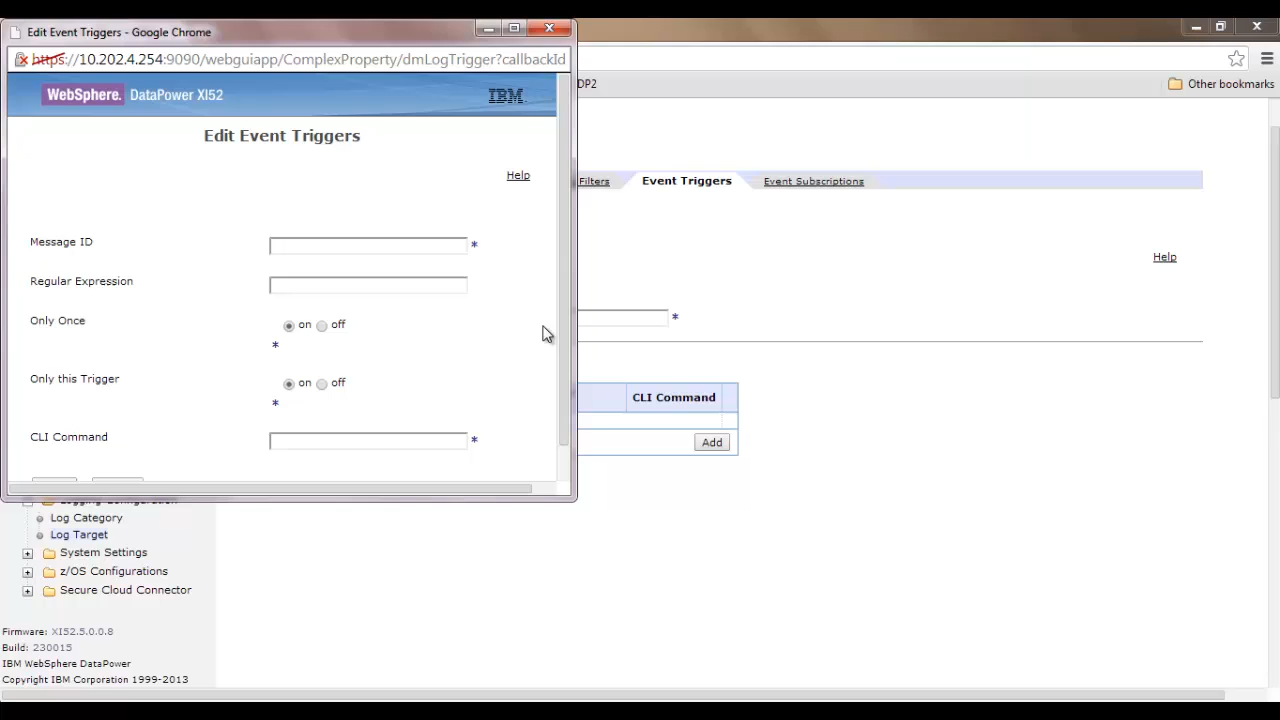 Edit Event Triggers - Google Chrome
https://10.202.4.254:9090/webguiapp/ComplexProperty/dmLogTrigger?callbackId
DP2
Other bookmarks
WebSphere. DataPower XI52
IBM
Edit Event Triggers
Help
Filters
Event Triggers
Event Subscriptions
Help
Message ID
*
Regular Expression
Only Once
on off
*
*
Only this Trigger
on off
*
CLI Command
*
CLI Command
Add
Log Category
Log Target
System Settings
z/OS Configurations
Secure Cloud Connector
Firmware: XI52.5.0.0.8
Build: 230015
IBM WebSphere DataPower
Copyright IBM Corporation 1999-2013